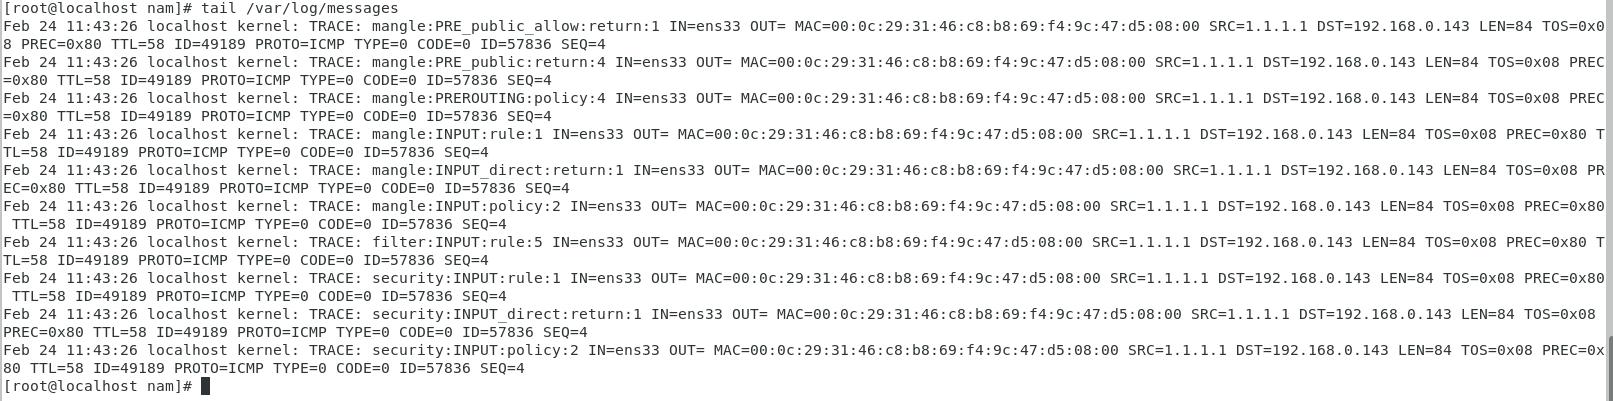 [root@localhost nam]# tail /var/log/messages
Feb 24 11:43:26 localhost kernel: TRACE: mangle:PRE_public_allow:return:1 IN=ens33 OUT= MAC=00:0c:29:31:46:c8:b8:69:f4:9c:47:d5:08:00 SRC=1.1.1.1 DST=192.168.0.143 LEN=84 TOS=0x0
8 PREC=0x80 TTL=58 ID=49189 PROTO=ICMP TYPE=0 CODE=0 ID=57836 SEQ=4
Feb 24 11:43:26 localhost kernel: TRACE: mangle:PRE_public:return:4 IN=ens33 OUT= MAC=00:0c:29:31:46:c8:b8:69:f4:9c:47:d5:08:00 SRC=1.1.1.1 DST=192.168.0.143 LEN=84 TOS=0x08 PREC
=0x80 TTL=58 ID=49189 PROTO=ICMP TYPE=0 CODE=0 ID=57836 SEQ=4
Feb 24 11:43:26 localhost kernel: TRACE: mangle:PREROUTING:policy:4 IN=ens33 OUT= MAC=00:0c:29:31:46:c8:b8:69:f4:9c:47:d5:08:00 SRC=1.1.1.1 DST=192.168.0.143 LEN=84 TOS=0x08 PREC
=0x80 TTL=58 ID=49189 PROTO=ICMP TYPE=0 CODE=0 ID=57836 SEQ=4
Feb 24 11:43:26 localhost kernel: TRACE: mangle:INPUT:rule:1 IN=ens33 OUT= MAC=00:0c:29:31:46:c8:b8:69:f4:9c:47:d5:08:00 SRC=1.1.1.1 DST=192.168.0.143 LEN=84 TOS=0x08 PREC=0x80 T
TL=58 ID=49189 PROTO=ICMP TYPE=0 CODE=0 ID=57836 SEQ=4
Feb 24 11:43:26 localhost kernel: TRACE: mangle:INPUT_direct:return:1 IN=ens33 OUT= MAC=00:0c:29:31:46:c8:b8:69:f4:9c:47:d5:08:00 SRC=1.1.1.1 DST=192.168.0.143 LEN=84 TOS=0x08 PR
EC=0x80 TTL=58 ID=49189 PROTO=ICMP TYPE=0 CODE=0 ID=57836 SEQ=4
Feb 24 11:43:26 localhost kernel: TRACE: mangle:INPUT:policy:2 IN=ens33 OUT= MAC=00:0c:29:31:46:c8:b8:69:f4:9c:47:d5:08:00 SRC=1.1.1.1 DST=192.168.0.143 LEN=84 TOS=0x08 PREC=0x80
 TTL=58 ID=49189 PROTO=ICMP TYPE=0 CODE=0 ID=57836 SEQ=4
Feb 24 11:43:26 localhost kernel: TRACE: filter:INPUT:rule:5 IN=ens33 OUT= MAC=00:0c:29:31:46:c8:b8:69:f4:9c:47:d5:08:00 SRC=1.1.1.1 DST=192.168.0.143 LEN=84 TOS=0x08 PREC=0x80 T
TL=58 ID=49189 PROTO=ICMP TYPE=0 CODE=0 ID=57836 SEQ=4
Feb 24 11:43:26 localhost kernel: TRACE: security:INPUT:rule:1 IN=ens33 OUT= MAC=00:0c:29:31:46:c8:b8:69:f4:9c:47:d5:08:00 SRC=1.1.1.1 DST=192.168.0.143 LEN=84 TOS=0x08 PREC=0x80
 TTL=58 ID=49189 PROTO=ICMP TYPE=0 CODE=0 ID=57836 SEQ=4
Feb 24 11:43:26 localhost kernel: TRACE: security:INPUT_direct:return:1 IN=ens33 OUT= MAC=00:0c:29:31:46:c8:b8:69:f4:9c:47:d5:08:00 SRC=1.1.1.1 DST=192.168.0.143 LEN=84 TOS=0x08
PREC=0x80 TTL=58 ID=49189 PROTO=ICMP TYPE=0 CODE=0 ID=57836 SEQ=4
Feb 24 11:43:26 localhost kernel: TRACE: security:INPUT:policy:2 IN=ens33 OUT= MAC=00:0c:29:31:46:c8:b8:69:f4:9c:47:d5:08:00 SRC=1.1.1.1 DST=192.168.0.143 LEN=84 TOS=0x08 PREC=0x
80 TTL=58 ID=49189 PROTO=ICMP TYPE=0 CODE=0 ID=57836 SEQ=4
[root@localhost nam]#